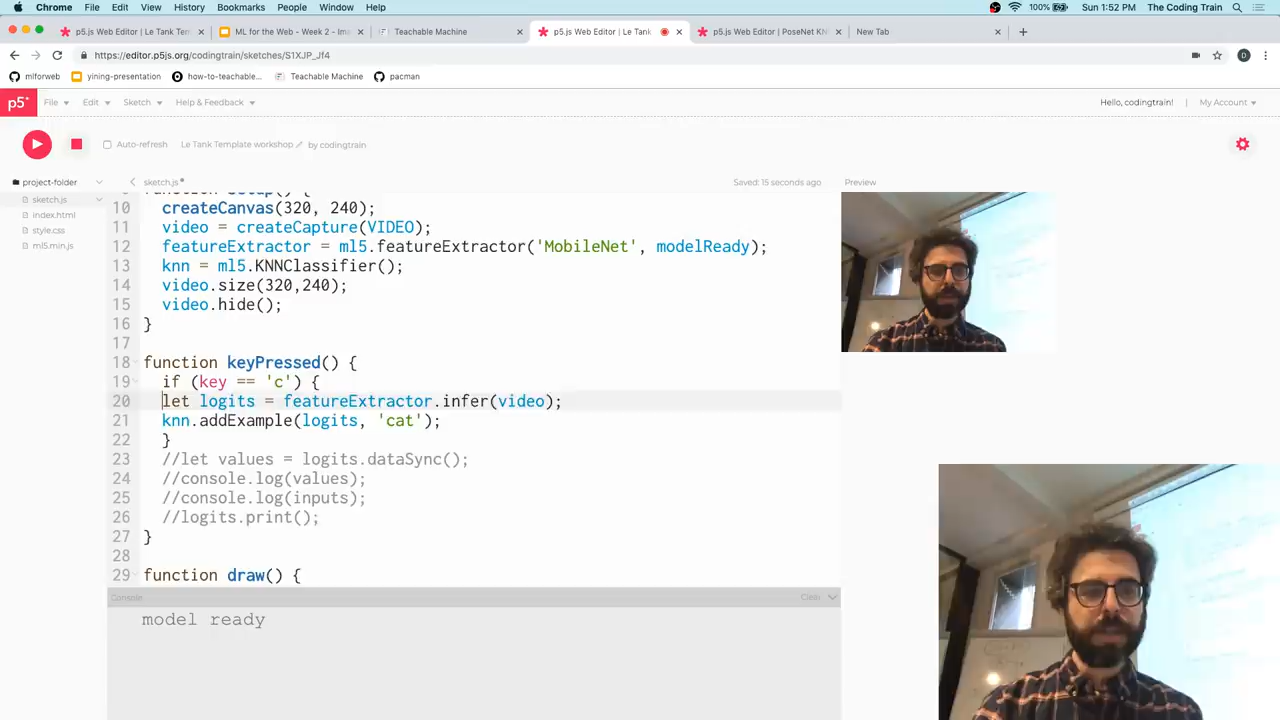 Chrome File Edit View History Bookmarks People Window Help 100% Sun 1:52 PM The Coding Train
p5.js Web Editor | Le Tank Tem ML for the Web - Week 2 - Ima Teachable Machine p5.js Web Editor | Le Tank p5.js Web Editor | PoseNet KN New Tab
https://editor.p5js.org/codingtrain/sketches/S1XJP_Jf4 D
mlforweb yining-presentation how-to-teachable... Teachable Machine pacman
p5* File Edit Sketch Help & Feedback Hello, codingtrain! | My Account
Auto-refresh Le Tank Template workshop by codingtrain
project-folder sketch.js Saved: 15 seconds ago Preview
sketch.js
index.html
style.css
ml5.min.js
10 createCanvas(320, 240);
11 video = createCapture(VIDEO);
12 featureExtractor = ml5.featureExtractor('MobileNet', modelReady);
13 knn = ml5.KNNClassifier();
14 video.size(320,240);
15 video.hide();
16 }
17
18 function keyPressed() {
19 if (key == 'c') {
20 let logits = featureExtractor.infer(video);
21 knn.addExample(logits, 'cat');
22 }
23 //let values = logits.dataSync();
24 //console.log(values);
25 //console.log(inputs);
26 //logits.print();
27 }
28
29 function draw() {
Console Clear
model ready